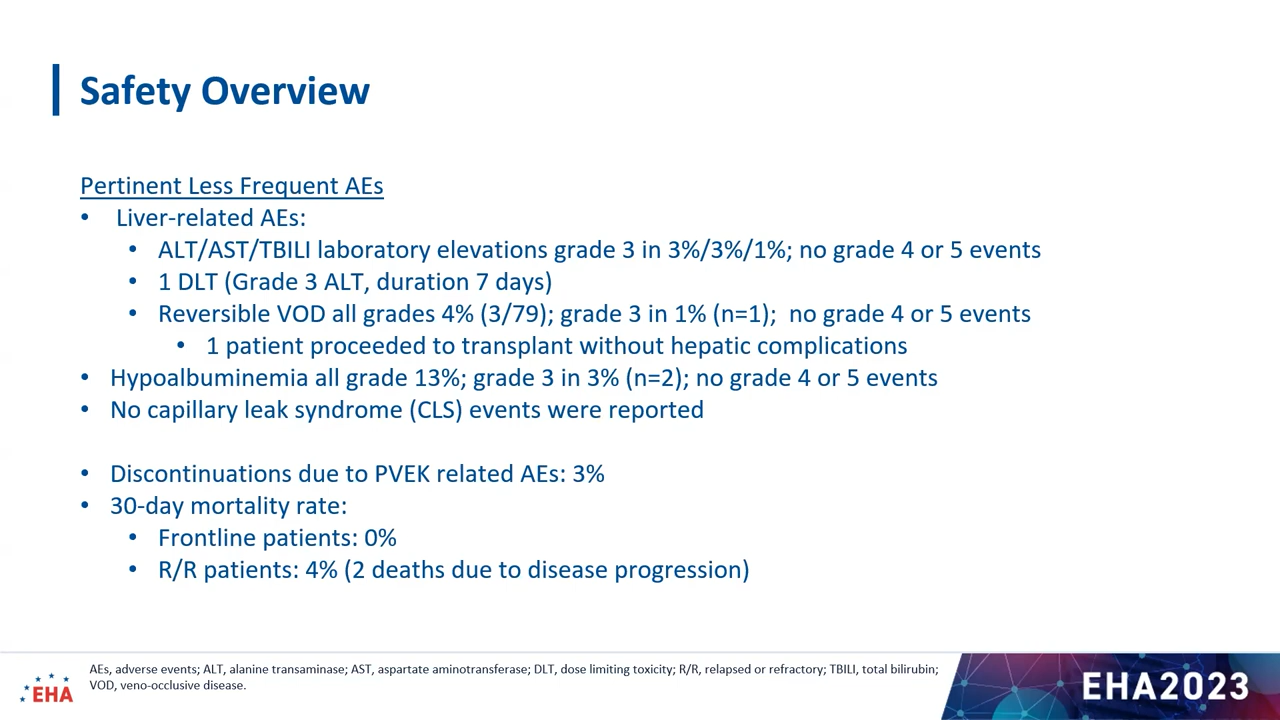 Safety Overview
Pertinent Less Frequent AEs
• Liver-related AEs:
• ALT/AST/TBILI laboratory elevations grade 3 in 3%/3%/1%; no grade 4 or 5 events
• 1 DLT (Grade 3 ALT, duration 7 days)
• Reversible VOD all grades 4% (3/79); grade 3 in 1% (n=1); no grade 4 or 5 events
• 1 patient proceeded to transplant without hepatic complications
• Hypoalbuminemia all grade 13%; grade 3 in 3% (n=2); no grade 4 or 5 events
• No capillary leak syndrome (CLS) events were reported
• Discontinuations due to PVEK related AEs: 3%
• 30-day mortality rate:
• Frontline patients: 0%
• R/R patients: 4% (2 deaths due to disease progression)
AEs, adverse events; ALT, alanine transaminase; AST, aspartate aminotransferase; DLT, dose limiting toxicity; R/R, relapsed or refractory; TBILI, total bilirubin;
VOD, veno-occlusive disease.
EHA
EHA2023